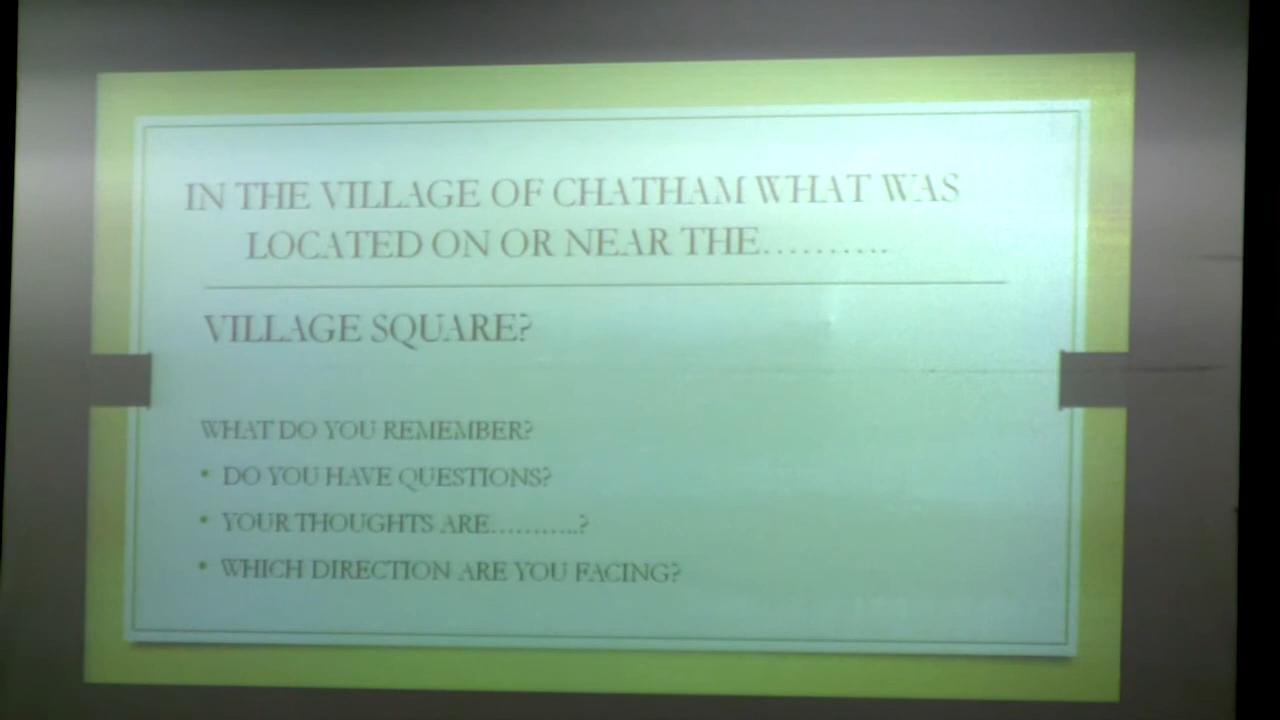 IN THE VILLAGE OF CHATHAM WHAT WAS
LOCATED ON OR NEAR THE..........
VILLAGE SQUARE?
WHAT DO YOU REMEMBER?
• DO YOU HAVE QUESTIONS?
• YOUR THOUGHTS ARE...........?
• WHICH DIRECTION ARE YOU FACING?